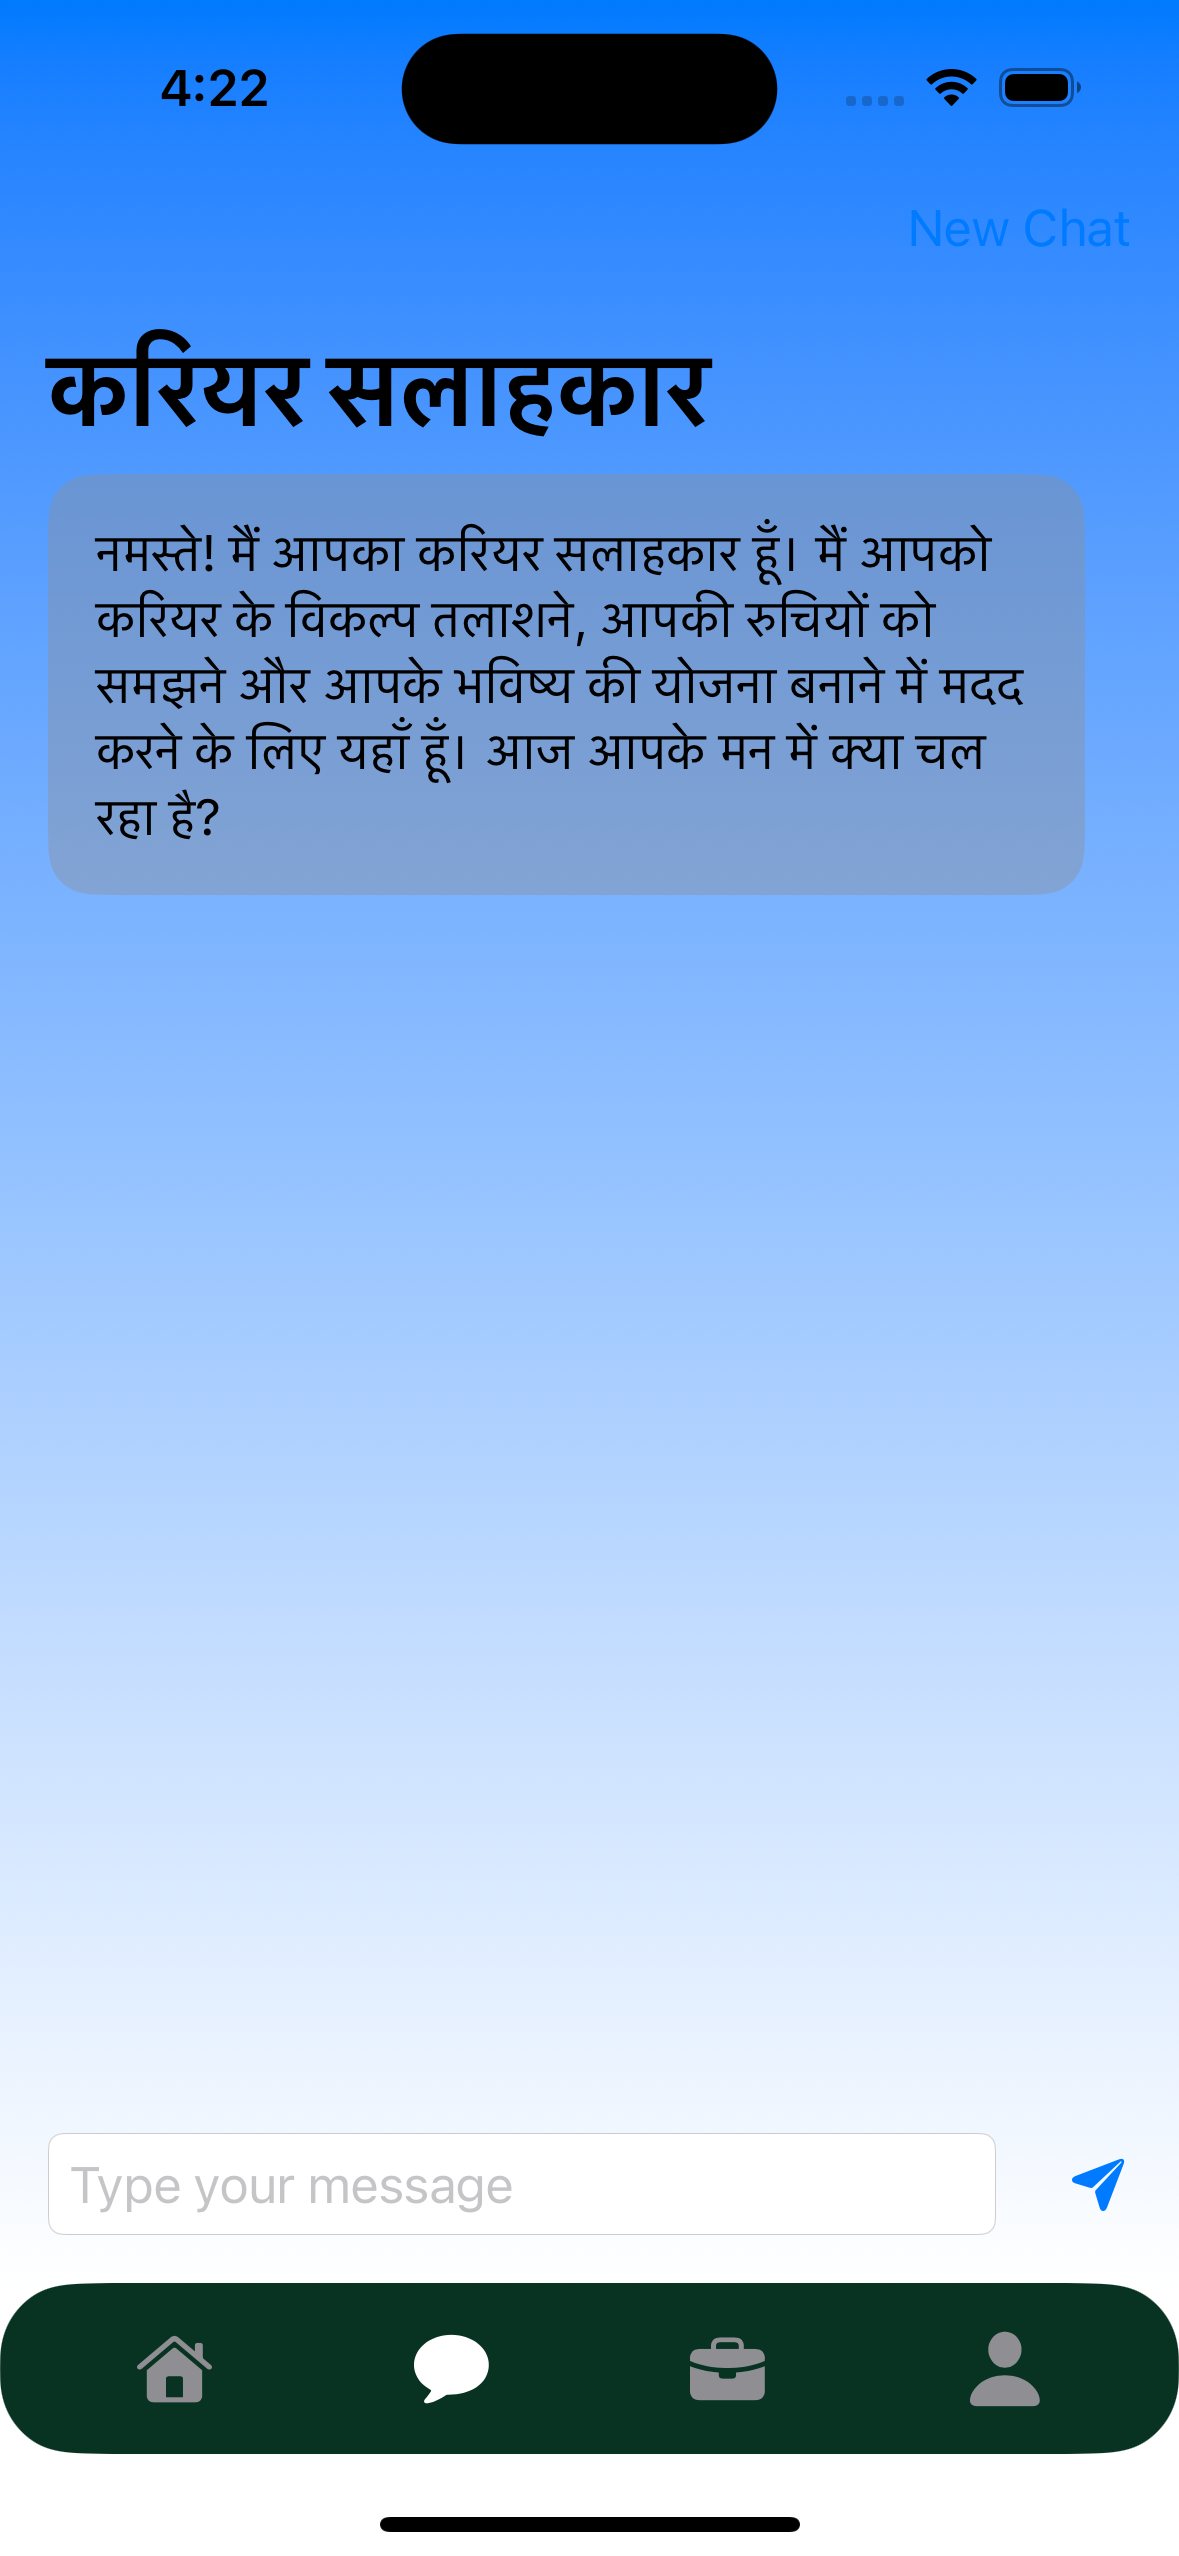 4:22
New Chat
करियर सलाहकार
नमस्ते! मैं आपका करियर सलाहकार हूँ। मैं आपको
करियर के विकल्प तलाशने, आपकी रुचियों को
समझने और आपके भविष्य की योजना बनाने में मदद
करने के लिए यहाँ हूँ। आज आपके मन में क्या चल
रहा है?
Type your message